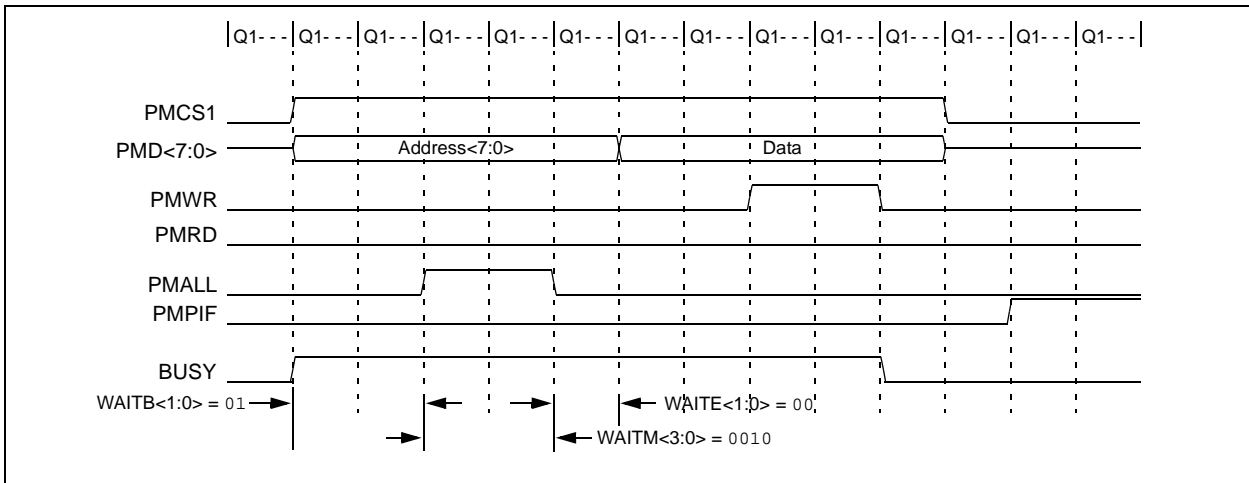 Q1- - - Q1- - - Q1- - - Q1- - - Q1- - - Q1- - - Q1- - - Q1- - - Q1- - - Q1- - - Q1- - - Q1- - - Q1- - - Q1- - -
PMCS1
PMD<7:0> Address<7:0> Data
PMWR
PMRD
PMALL
PMPIF
BUSY
WAITB<1:0> = 01 WAITE<1:0> = 00
WAITM<3:0> = 0010